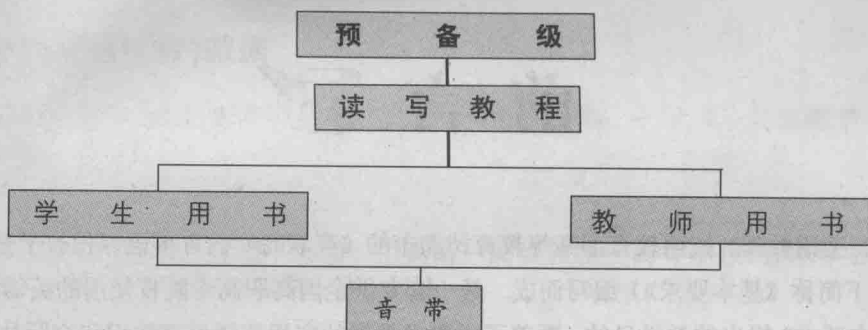 预备级
读写教程
学生用书
教师用书
音带